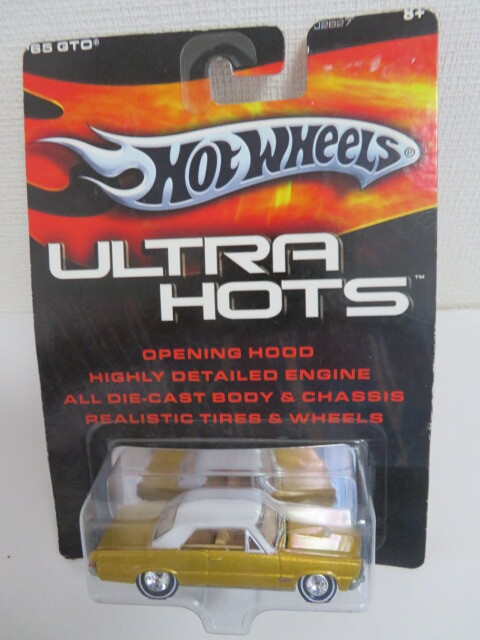 '65 GTO®
J2827
8+
HOT WHEELS®
ULTRA
HOTS™
OPENING HOOD
HIGHLY DETAILED ENGINE
ALL DIE-CAST BODY & CHASSIS
REALISTIC TIRES & WHEELS